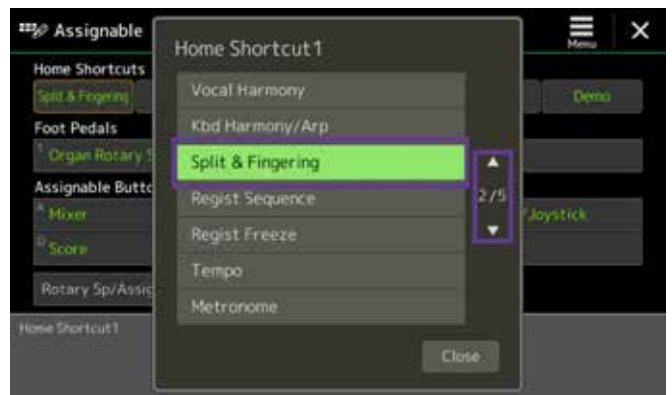 Assignable
Menu
Home Shortcut1
Home Shortcuts
Split & Fingering
Demo
Foot Pedals
1 Organ Rotary S
Assignable Butto
A Mixer
/Joystick
D Score
Rotary Sp/Assig
Home Shortcut1
Vocal Harmony
Kbd Harmony/Arp
Split & Fingering
Regist Sequence
Regist Freeze
Tempo
Metronome
2/5
Close